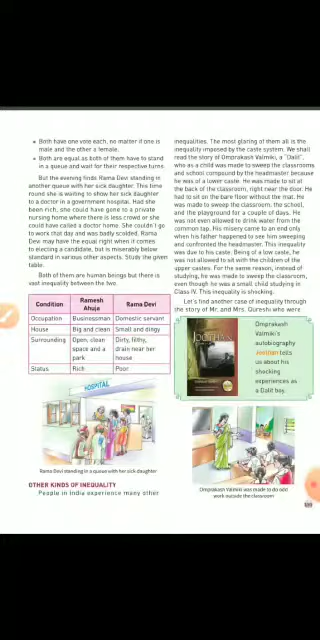 • Both have one vote each, no matter if one is
male and the other a female.
• Both are equal as both of them have to stand
in a queue and wait for their respective turns.
But the evening finds Rama Devi standing in
another queue with her sick daughter. This time
round she is waiting to show her sick daughter
to a doctor in a government hospital. Had she
been rich, she could have gone to a private
nursing home where there is less crowd or she
could have called a doctor home. She couldn't go
to work that day and was badly scolded. Rama
Devi may have the equal right when it comes
to electing a candidate, but is miserably below
standard in various other aspects. Study the given
table.
Both of them are human beings but there is
vast inequality between the two.
Condition Ramesh Ahuja Rama Devi
Occupation Businessman Domestic servant
House Big and clean Small and dingy
Surrounding Open, clean space and a park Dirty, filthy, drain near her house
Status Rich Poor
HOSPITAL
Rama Devi standing in a queue with her sick daughter
OTHER KINDS OF INEQUALITY
People in India experience many other
inequalities. The most glaring of them all is the
inequality imposed by the caste system. We shall
read the story of Omprakash Valmiki, a "Dalit",
who as a child was made to sweep the classrooms
and school compound by the headmaster because
he was of a lower caste. He was made to sit at
the back of the classroom, right near the door. He
had to sit on the bare floor without the mat. He
was made to sweep the classroom, the school,
and the playground for a couple of days. He
was not even allowed to drink water from the
common tap. His misery came to an end only
when his father happened to see him sweeping
and confronted the headmaster. This inequality
was due to his caste. Being of a low caste, he
was not allowed to sit with the children of the
upper castes. For the same reason, instead of
studying, he was made to sweep the classroom,
even though he was a small child studying in
Class IV. This inequality is shocking.
Let's find another case of inequality through
the story of Mr. and Mrs. Qureshi who were
JOOTHAN
Omprakash
Valmiki's
autobiography
Joothan tells
us about his
shocking
experiences as
a Dalit boy.
Omprakash Valmiki was made to do odd
work outside the classroom